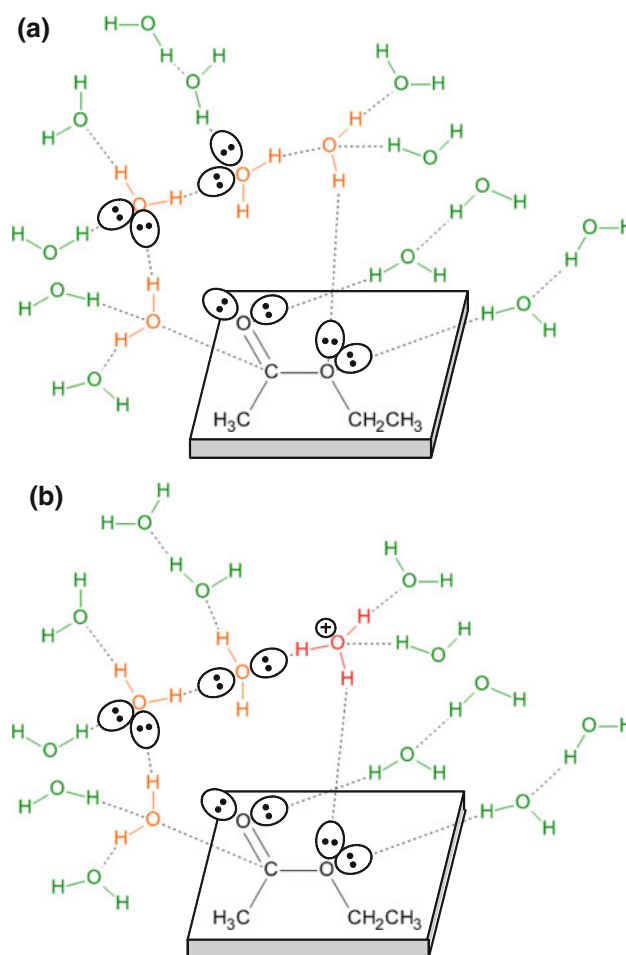 (a)
H O
H H H
H O O H
H H H
H O H
H O H O
H H O H H
O H H O H
H O H H O H
H O H H
H O H H
H O H O H
O H H
O
H C O
O H
H
H₃C CH₂CH₃
(b)
H
H O
H H
H O H O H
H H H
O H O H
H H O H
O H O H H
H O H O H
H O H H O H
H H O H
H O H H
H O H O H
H O O H
H C O
O H
H
H₃C CH₂CH₃